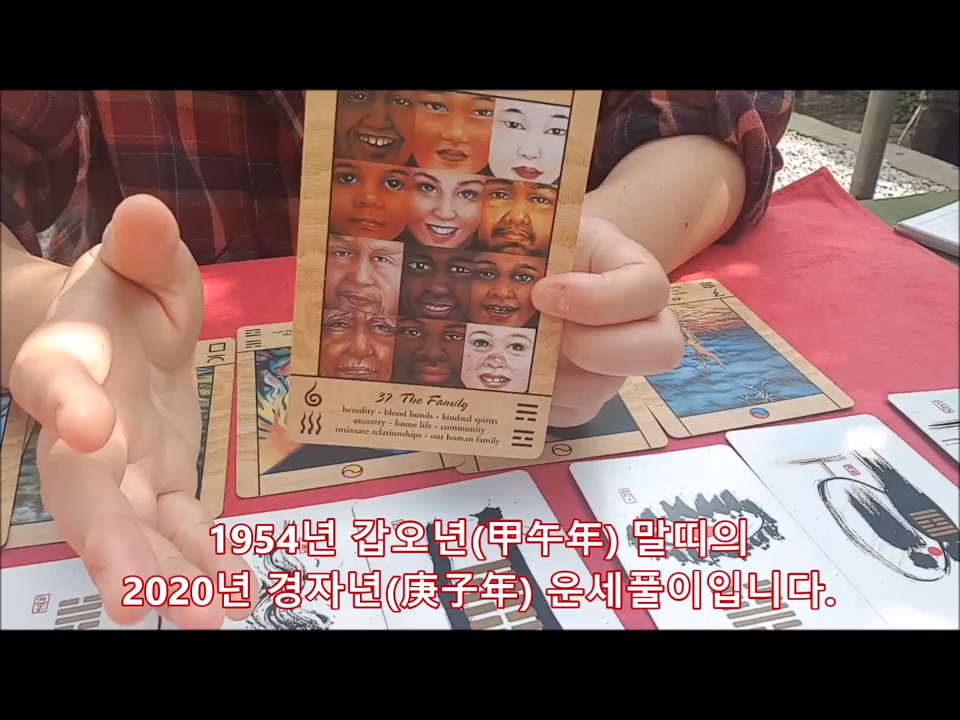 37 The Family
heredity • blood bonds • kindred spirits
ancestry • home life • community
intimate relationships • our human family
1954년 갑오년(甲午年) 말띠의
2020년 경자년(庚子年) 운세풀이입니다.